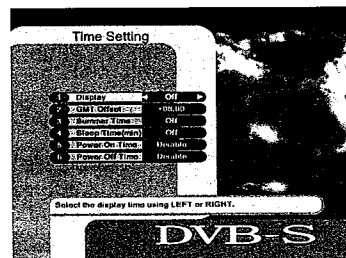 Time Setting
1 Display Off
2 GMT Offset +09.00
3 Summer Time Off
4 Sleep Time(min) Off
5 Power On Time Disable
6 Power Off Time Disable
Select the display time using LEFT or RIGHT.
DVB-S